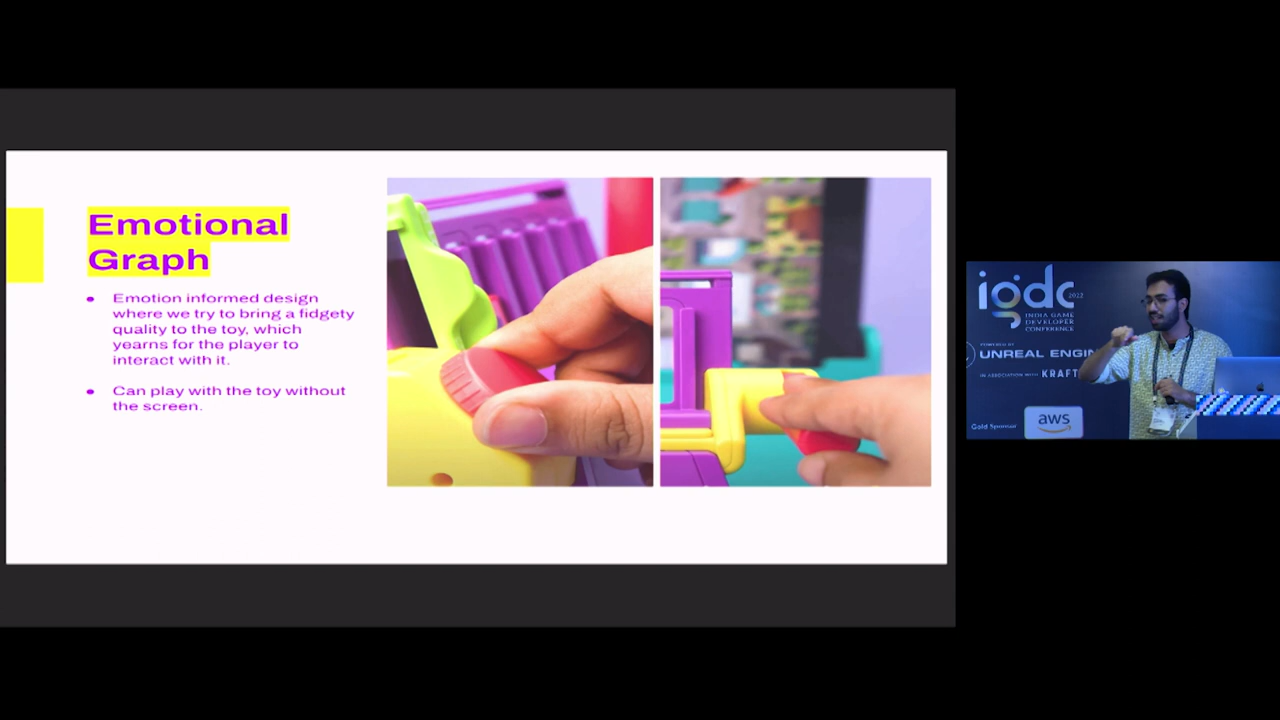 Emotional
Graph
• Emotion informed design
where we try to bring a fidgety
quality to the toy, which
yearns for the player to
interact with it.
• Can play with the toy without
the screen.
igdc 2022
INDIA GAME
DEVELOPER
CONFERENCE
POWERED BY
UNREAL ENGIN
IN ASSOCIATION WITH KRAFT
Gold Sponsor
aws